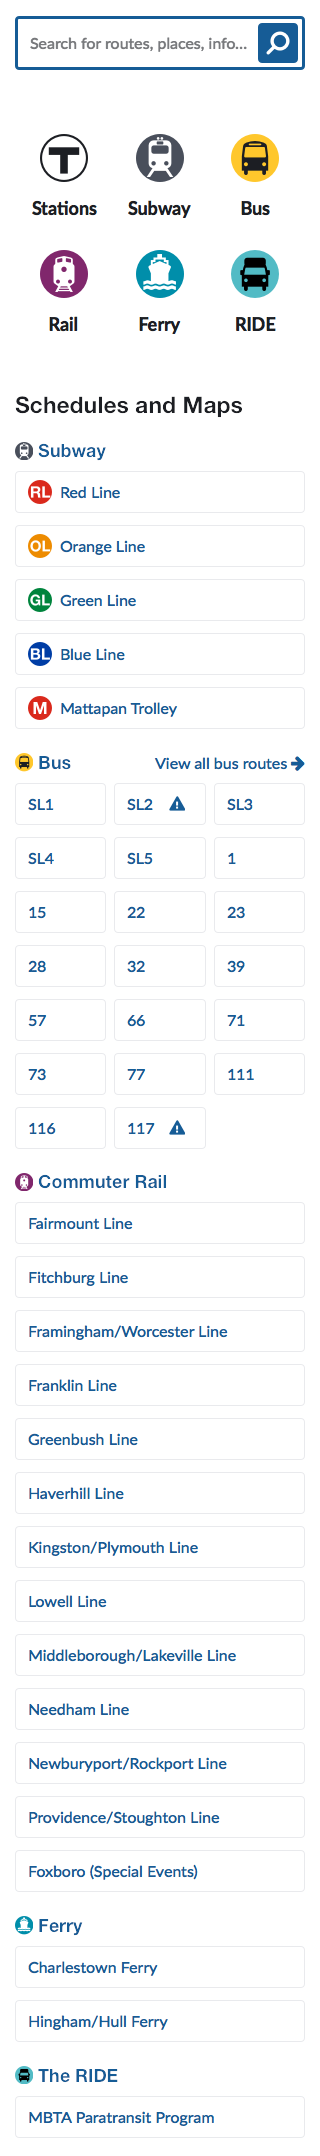 Search for routes, places, info...
T
Stations Subway Bus
Rail Ferry RIDE
Schedules and Maps
Subway
RL Red Line
OL Orange Line
GL Green Line
BL Blue Line
M Mattapan Trolley
Bus View all bus routes
SL1 SL2 SL3
SL4 SL5 1
15 22 23
28 32 39
57 66 71
73 77 111
116 117
Commuter Rail
Fairmount Line
Fitchburg Line
Framingham/Worcester Line
Franklin Line
Greenbush Line
Haverhill Line
Kingston/Plymouth Line
Lowell Line
Middleborough/Lakeville Line
Needham Line
Newburyport/Rockport Line
Providence/Stoughton Line
Foxboro (Special Events)
Ferry
Charlestown Ferry
Hingham/Hull Ferry
The RIDE
MBTA Paratransit Program